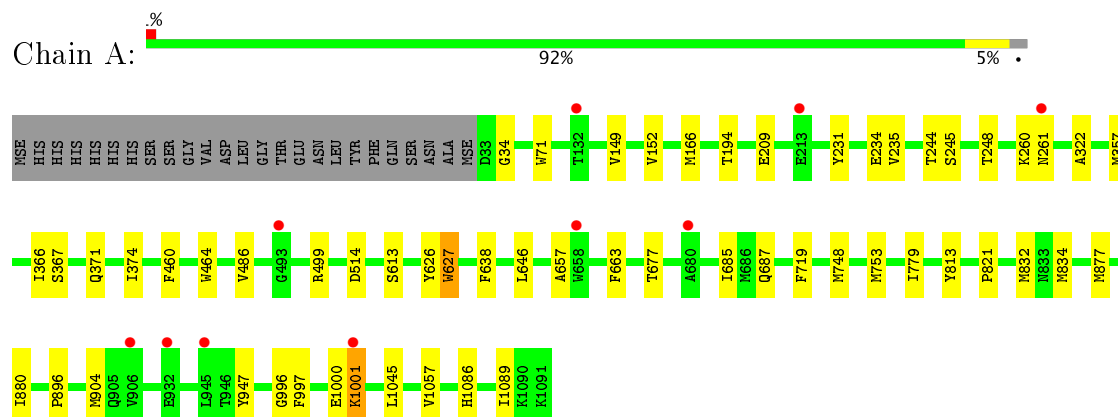 .%
Chain A:
92% 5% •
MSE HIS HIS HIS HIS HIS HIS SER SER GLY VAL ASP LEU GLY THR GLU ASN LEU TYR PHE GLN SER ASN ALA MSE D33 G34 W71 T132 V149 V152 M166 T194 E209 E213 Y231 E234 V235 T244 S245 T248 K260 N261 A322 M357
I366 S367 Q371 I374 F460 W464 V486 G493 R499 D514 S613 Y626 W627 F638 L646 A657 W658 F663 T677 A680 I685 M686 Q687 F719 M748 M753 I779 Y813 P821 M832 N833 M834 M877
I880 P896 M904 Q905 V906 E932 L945 T946 Y947 G996 F997 E1000 K1001 L1045 V1057 H1086 I1089 K1090 K1091